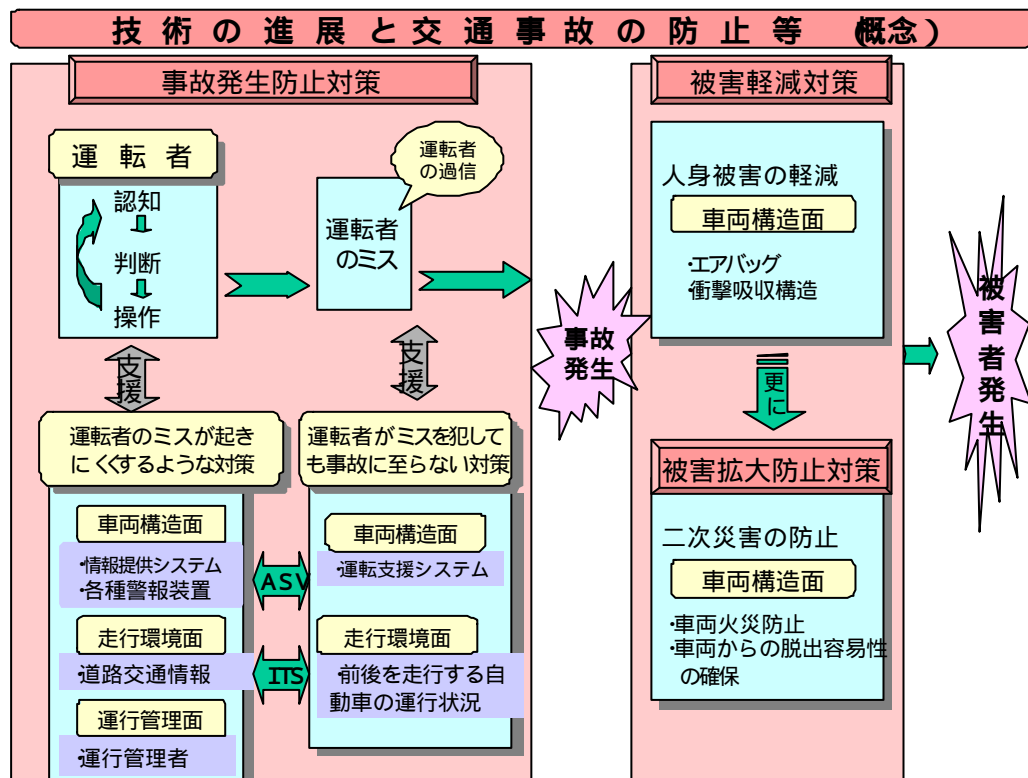 技術の進展と交通事故の防止等 (概念)
事故発生防止対策
運転者
認知
判断
操作
運転者
の過信
運転者
のミス
支援
支援
運転者のミスが起き
にくくするような対策
車両構造面
・情報提供システム
・各種警報装置
走行環境面
・道路交通情報
運行管理面
・運行管理者
運転者がミスを犯して
も事故に至らない対策
車両構造面
・運転支援システム
走行環境面
・前後を走行する自
動車の運行状況
ASV
ITS
事故
発生
被害軽減対策
人身被害の軽減
車両構造面
・エアバッグ
・衝撃吸収構造
更に
被害拡大防止対策
二次災害の防止
車両構造面
・車両火災防止
・車両からの脱出容易性
の確保
被害者発生